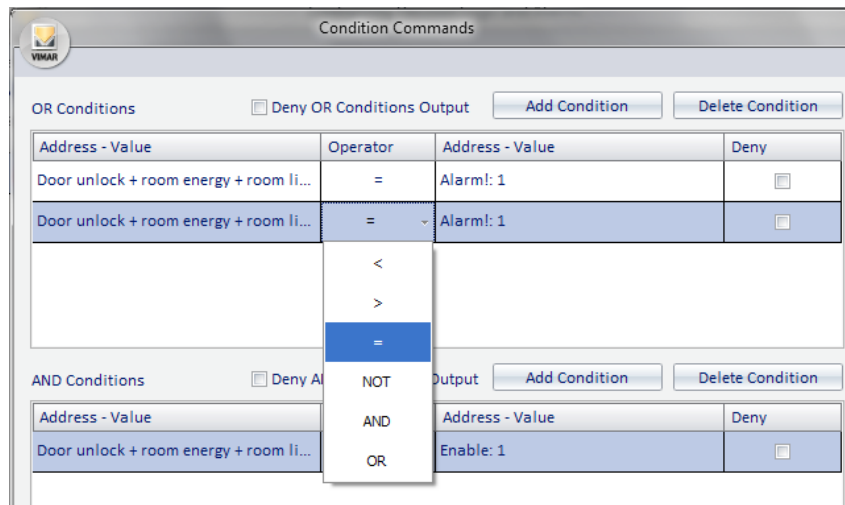 Condition Commands
VIMAR
OR Conditions Deny OR Conditions Output Add Condition Delete Condition
Address - Value Operator Address - Value Deny
Door unlock + room energy + room li... = Alarm!: 1
Door unlock + room energy + room li... = Alarm!: 1
<
>
=
AND Conditions Deny A Output Add Condition Delete Condition
NOT
Address - Value Address - Value Deny
AND
Door unlock + room energy + room li... Enable: 1
OR